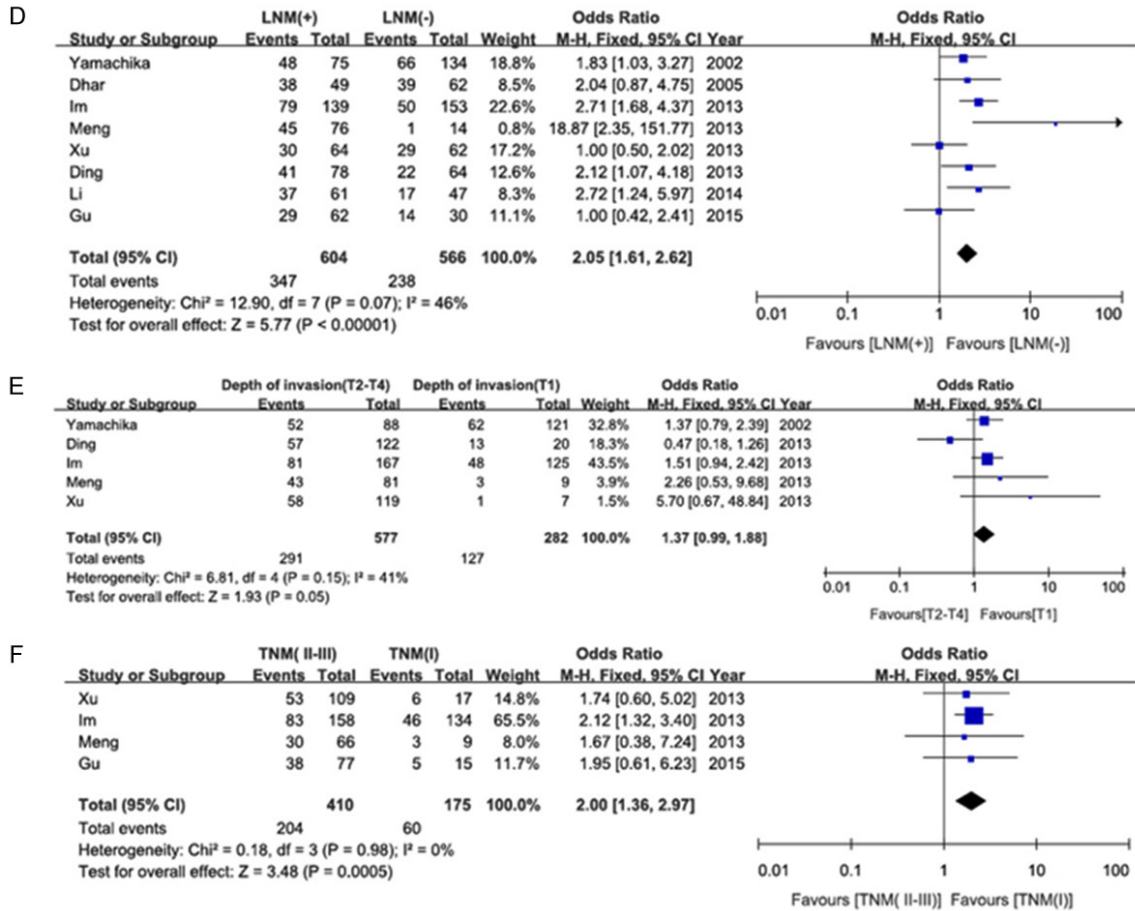 D
LNM(+) LNM(-) Odds Ratio Odds Ratio
Study or Subgroup Events Total Events Total Weight M-H, Fixed, 95% CI Year M-H, Fixed, 95% CI
Yamachika 48 75 66 134 18.8% 1.83 [1.03, 3.27] 2002
Dhar 38 49 39 62 8.5% 2.04 [0.87, 4.75] 2005
Im 79 139 50 153 22.6% 2.71 [1.68, 4.37] 2013
Meng 45 76 1 14 0.8% 18.87 [2.35, 151.77] 2013
Xu 30 64 29 62 17.2% 1.00 [0.50, 2.02] 2013
Ding 41 78 22 64 12.6% 2.12 [1.07, 4.18] 2013
Li 37 61 17 47 8.3% 2.72 [1.24, 5.97] 2014
Gu 29 62 14 30 11.1% 1.00 [0.42, 2.41] 2015
Total (95% CI) 604 566 100.0% 2.05 [1.61, 2.62]
Total events 347 238
Heterogeneity: Chi² = 12.90, df = 7 (P = 0.07); I² = 46%
Test for overall effect: Z = 5.77 (P < 0.00001)
0.01 0.1 1 10 100
Favours [LNM(+)] Favours [LNM(-)]
E
Depth of invasion(T2-T4) Depth of invasion(T1) Odds Ratio Odds Ratio
Study or Subgroup Events Total Events Total Weight M-H, Fixed, 95% CI Year M-H, Fixed, 95% CI
Yamachika 52 88 62 121 32.8% 1.37 [0.79, 2.39] 2002
Ding 57 122 13 20 18.3% 0.47 [0.18, 1.26] 2013
Im 81 167 48 125 43.5% 1.51 [0.94, 2.42] 2013
Meng 43 81 3 9 3.9% 2.26 [0.53, 9.68] 2013
Xu 58 119 1 7 1.5% 5.70 [0.67, 48.84] 2013
Total (95% CI) 577 282 100.0% 1.37 [0.99, 1.88]
Total events 291 127
Heterogeneity: Chi² = 6.81, df = 4 (P = 0.15); I² = 41%
Test for overall effect: Z = 1.93 (P = 0.05)
0.01 0.1 1 10 100
Favours[T2-T4] Favours[T1]
F
TNM( II-III) TNM(I) Odds Ratio Odds Ratio
Study or Subgroup Events Total Events Total Weight M-H, Fixed, 95% CI Year M-H, Fixed, 95% CI
Xu 53 109 6 17 14.8% 1.74 [0.60, 5.02] 2013
Im 83 158 46 134 65.5% 2.12 [1.32, 3.40] 2013
Meng 30 66 3 9 8.0% 1.67 [0.38, 7.24] 2013
Gu 38 77 5 15 11.7% 1.95 [0.61, 6.23] 2015
Total (95% CI) 410 175 100.0% 2.00 [1.36, 2.97]
Total events 204 60
Heterogeneity: Chi² = 0.18, df = 3 (P = 0.98); I² = 0%
Test for overall effect: Z = 3.48 (P = 0.0005)
0.01 0.1 1 10 100
Favours [TNM( II-III)] Favours [TNM(I)]